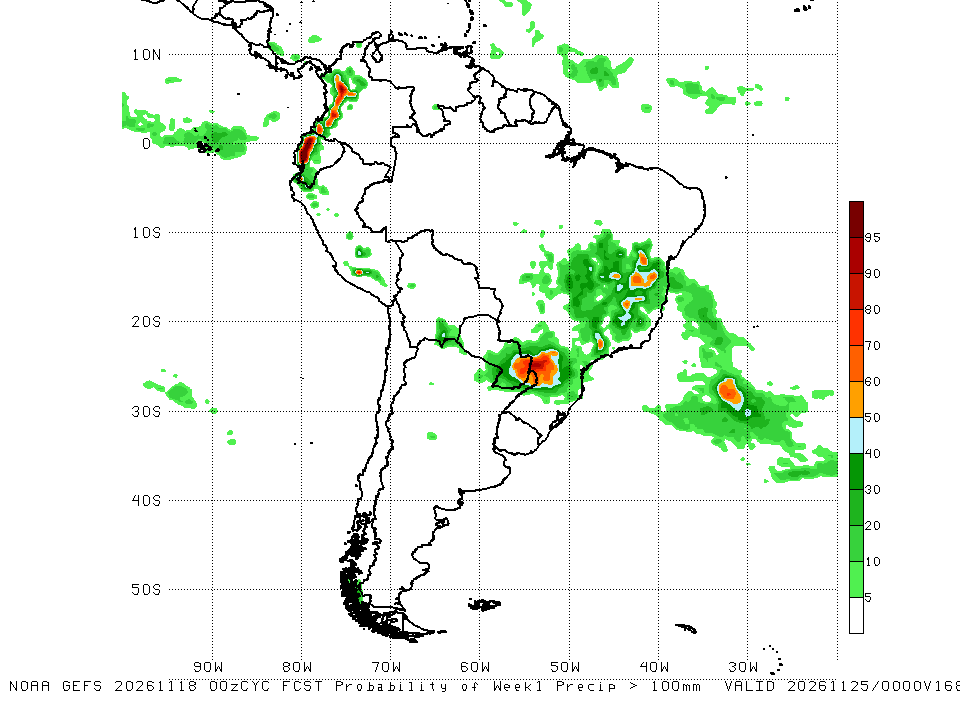 10N
0
10S
20S
30S
40S
50S
90W 80W 70W 60W 50W 40W 30W
95
90
80
70
60
50
40
30
20
10
5
NOAA GEFS 20261118 00zCYC FCST Probability of Week1 Precip > 100mm VALID 20261125/0000V168